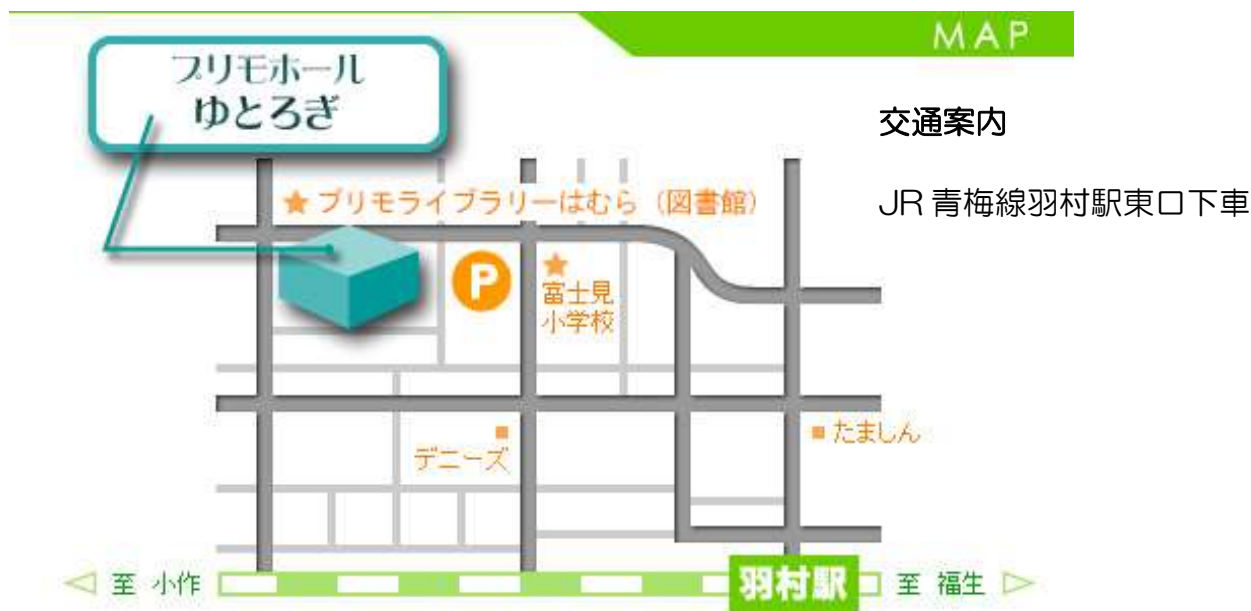 MAP
プリモホール
ゆとろぎ
交通案内
JR 青梅線羽村駅東口下車
★ プリモライブラリーはむら（図書館）
P
★
富士見
小学校
デニーズ
たましん
至 小作
羽村駅
至 福生